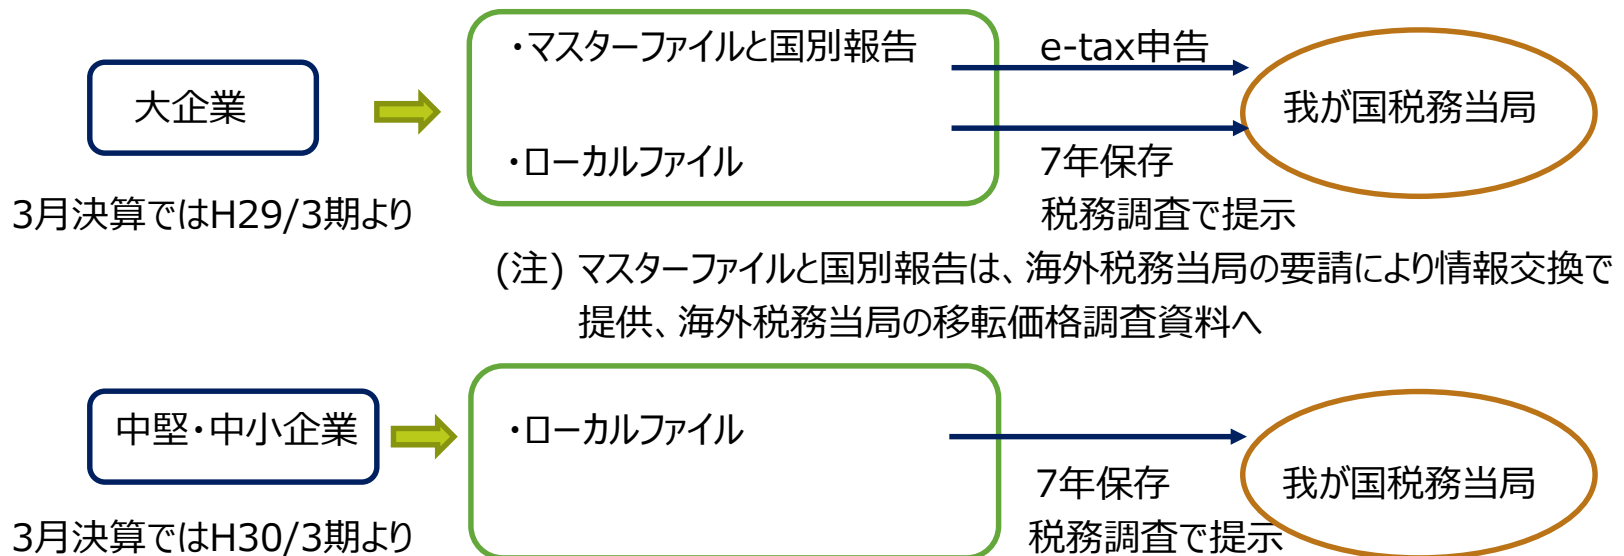 ・マスターファイルと国別報告
e-tax申告
大企業
我が国税務当局
・ローカルファイル
7年保存
3月決算ではH29/3期より
税務調査で提示
(注) マスターファイルと国別報告は、海外税務当局の要請により情報交換で
提供、海外税務当局の移転価格調査資料へ
中堅・中小企業
・ローカルファイル
7年保存
我が国税務当局
3月決算ではH30/3期より
税務調査で提示